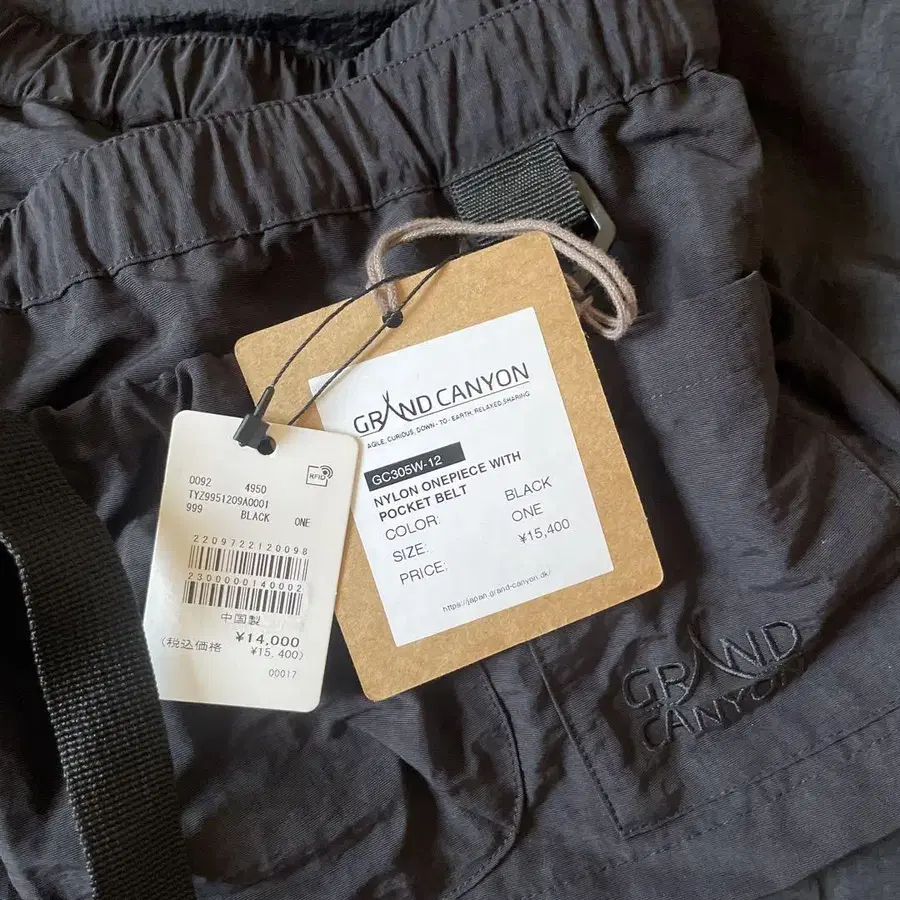 GRAND CANYON
AGILE, CURIOUS, DOWN-TO-EARTH, RELAXED, SHARING
GC305W-12
NYLON ONEPIECE WITH
POCKET BELT
COLOR: BLACK
SIZE: ONE
PRICE: ¥15,400
https://japan.grand-canyon.dk/
RFID
0092 4950
TYZ9951209A0001
999 BLACK ONE
2209722120098
2300000140002
中国製
¥14,000
(税込価格 ¥15,400)
00017
GRAND
CANYON